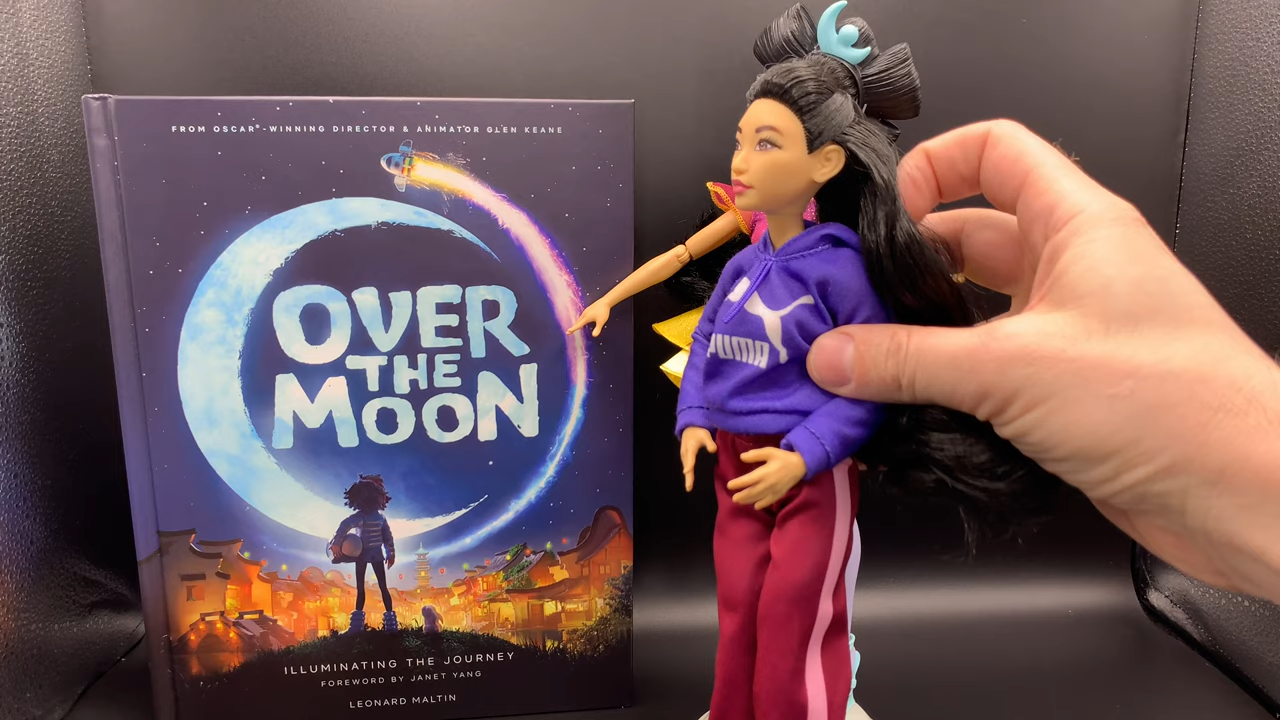 FROM OSCAR®-WINNING DIRECTOR & ANIMATOR GLEN KEANE
OVER
THE
MOON
ILLUMINATING THE JOURNEY
FOREWORD BY JANET YANG
LEONARD MALTIN
PUMA